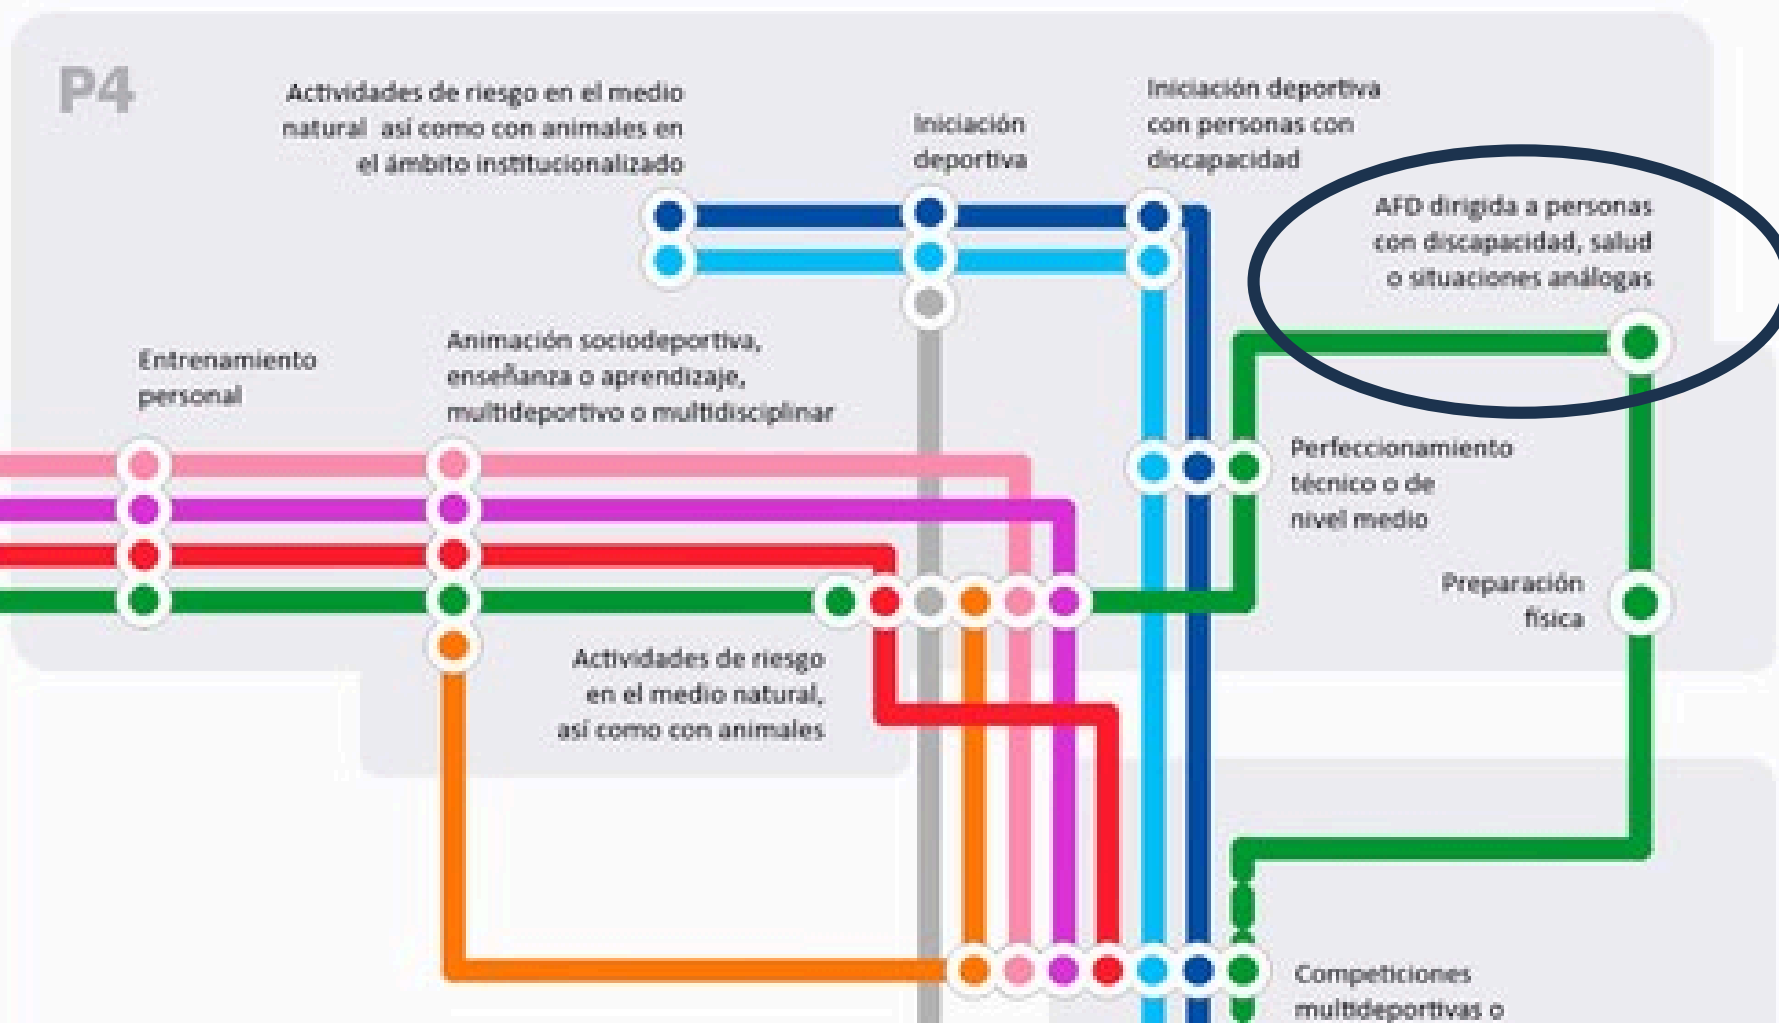 P4
Actividades de riesgo en el medio
natural así como con animales en
el ámbito institucionalizado
Iniciación
deportiva
Iniciación deportiva
con personas con
discapacidad
AFD dirigida a personas
con discapacidad, salud
o situaciones análogas
Entrenamiento
personal
Animación sociodeportiva,
enseñanza o aprendizaje,
multideportivo o multidisciplinar
Perfeccionamiento
técnico o de
nivel medio
Preparación
física
Actividades de riesgo
en el medio natural,
así como con animales
Competiciones
multideportivas o